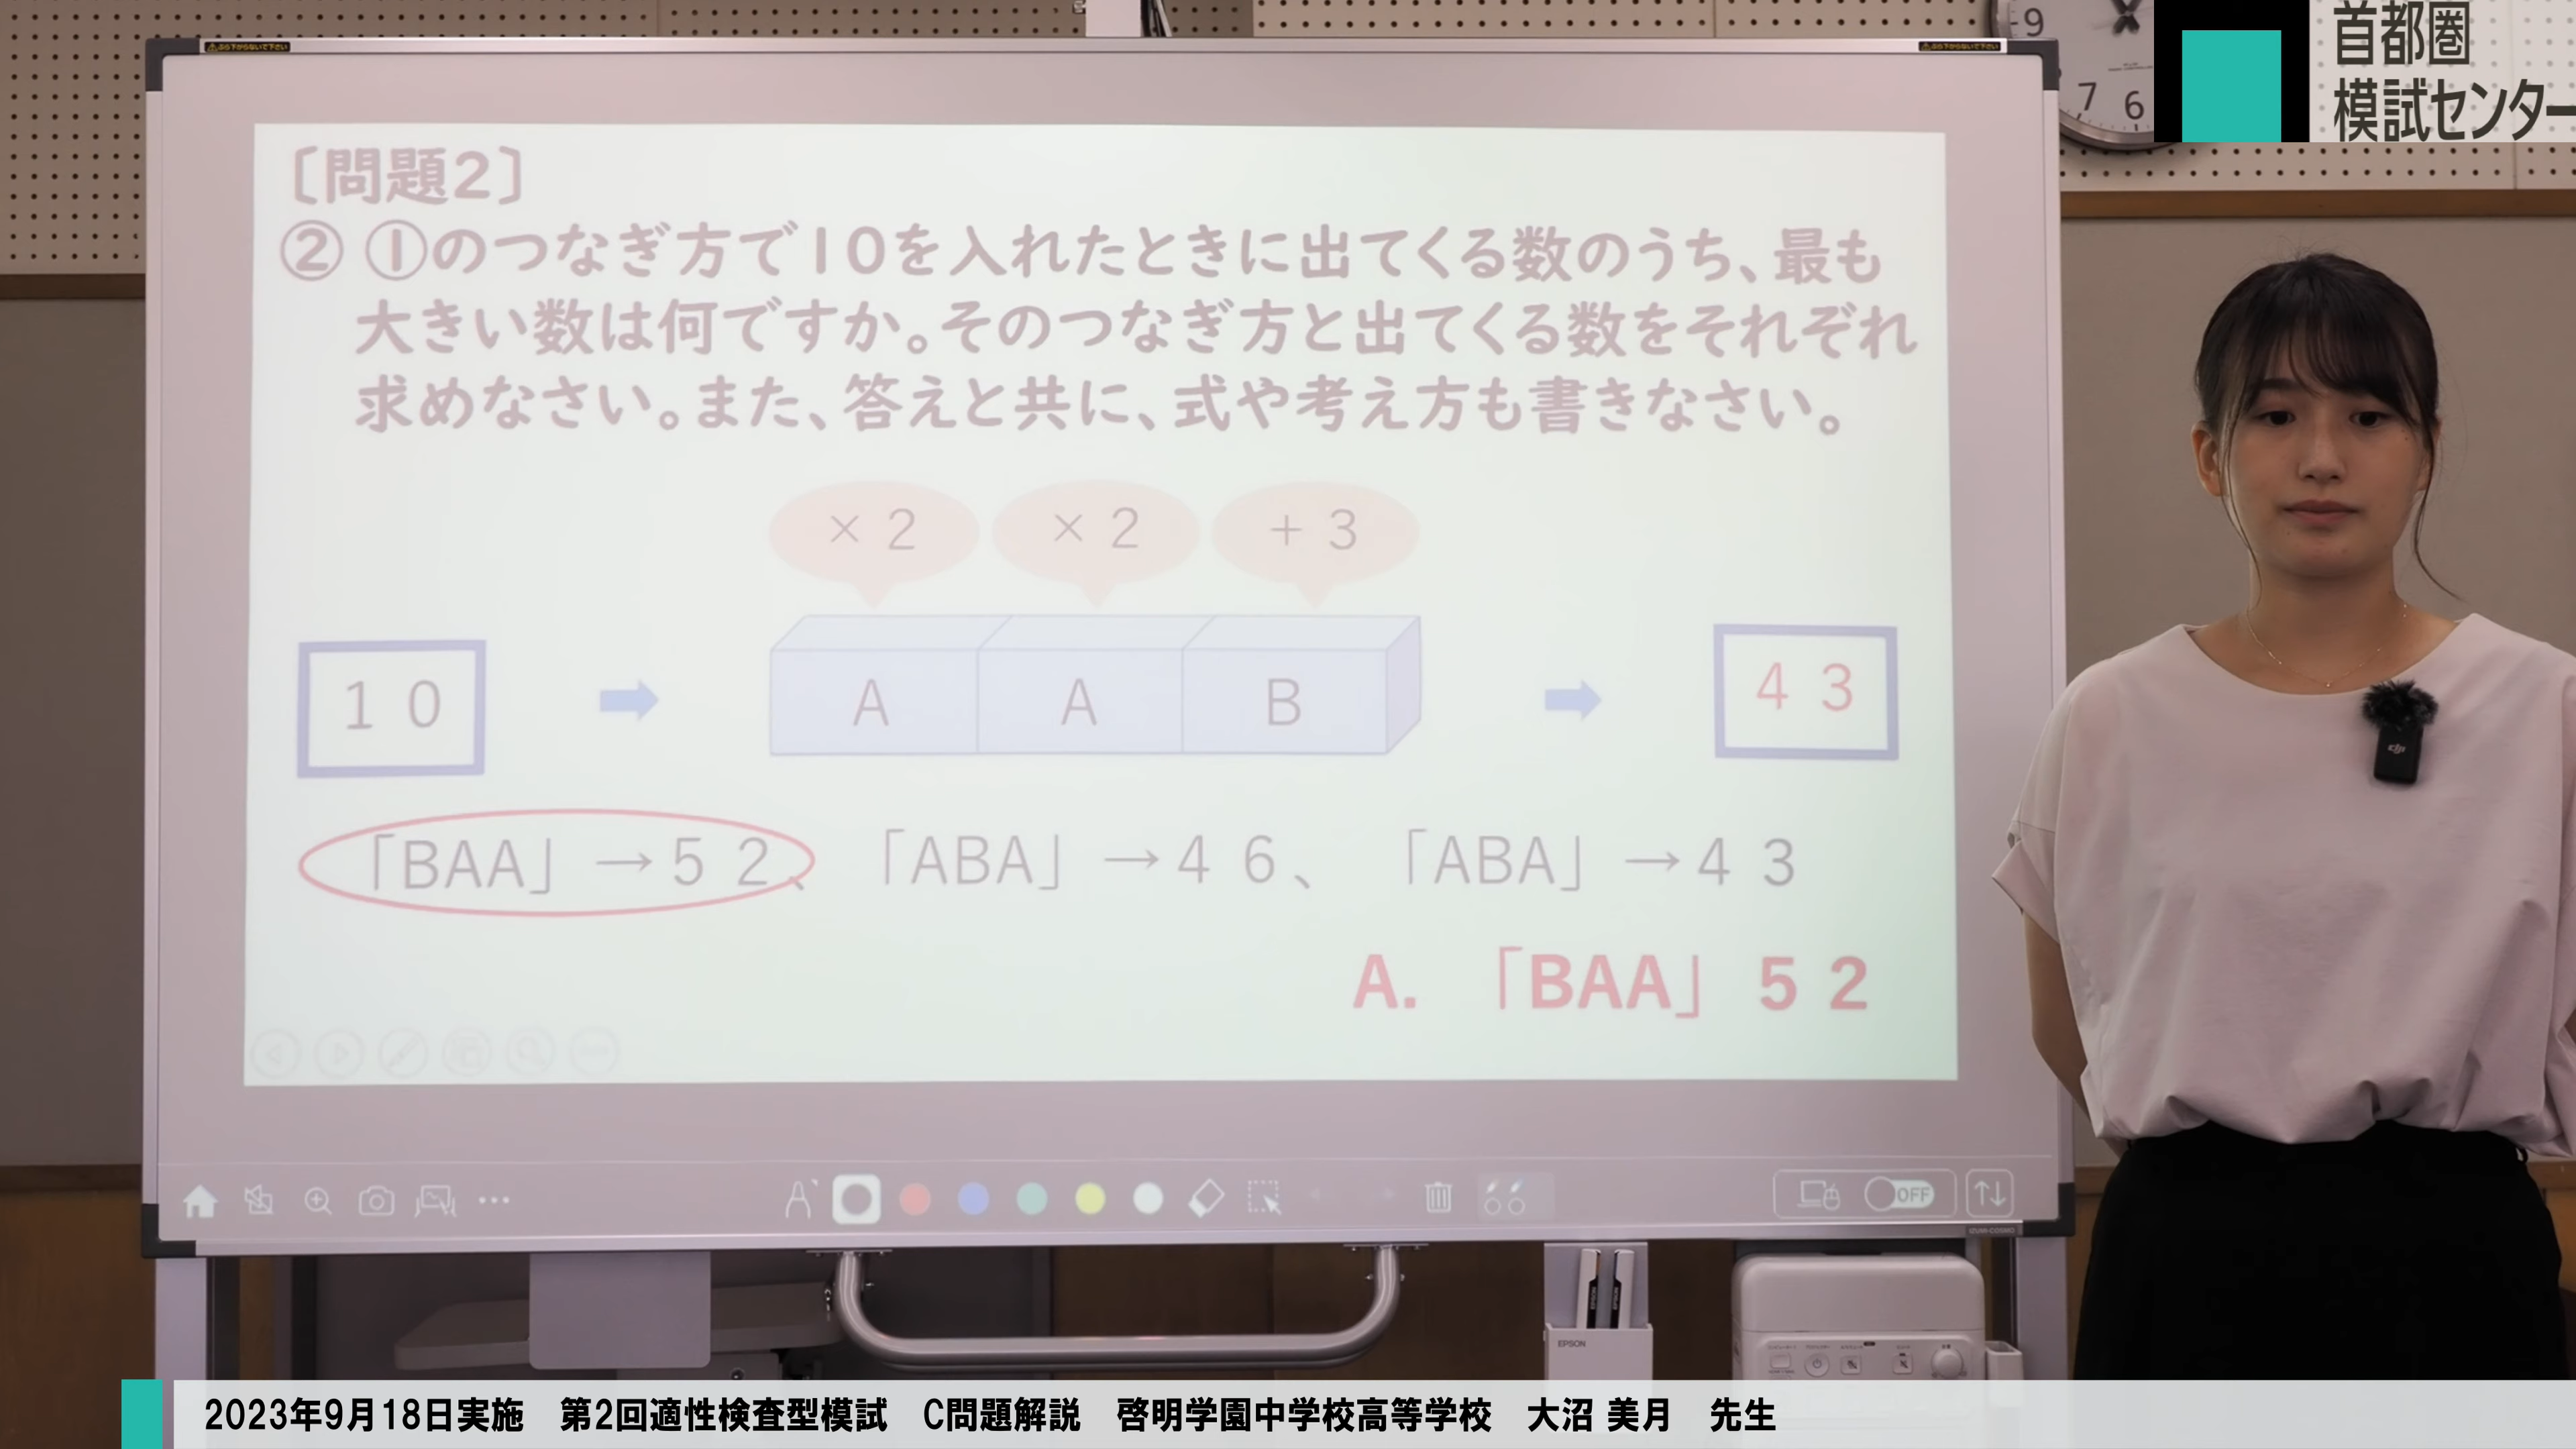 首都圏
模試センター
9
7
6
〔問題2〕
② ①のつなぎ方で10を入れたときに出てくる数のうち、最も
大きい数は何ですか。そのつなぎ方と出てくる数をそれぞれ
求めなさい。また、答えと共に、式や考え方も書きなさい。
×2 ×2 +3
10 → A A B → 43
「BAA」→52、 「ABA」→46、 「ABA」→43
A. 「BAA」52
dji
OFF
EPSON
2023年9月18日実施　第2回適性検査型模試　C問題解説　啓明学園中学校高等学校　大沼 美月　先生